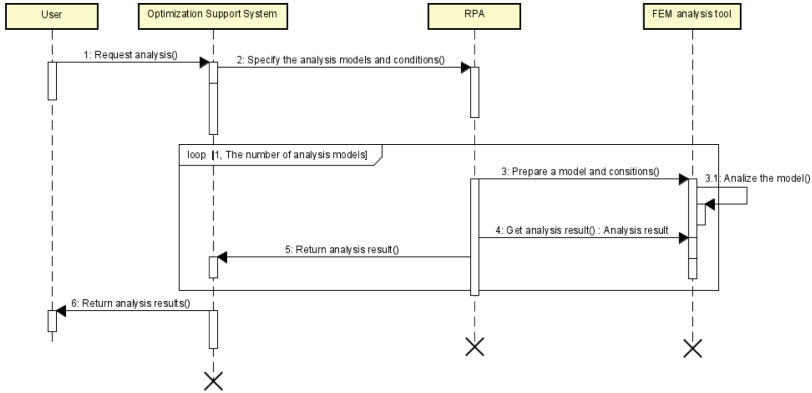 User
Optimization Support System
RPA
FEM analysis tool
1: Request analysis()
2: Specify the analysis models and conditions()
loop [1, The number of analysis models]
3: Prepare a model and consitions()
3.1: Analize the model()
4: Get analysis result() : Analysis result
5: Return analysis result()
6: Return analysis results()